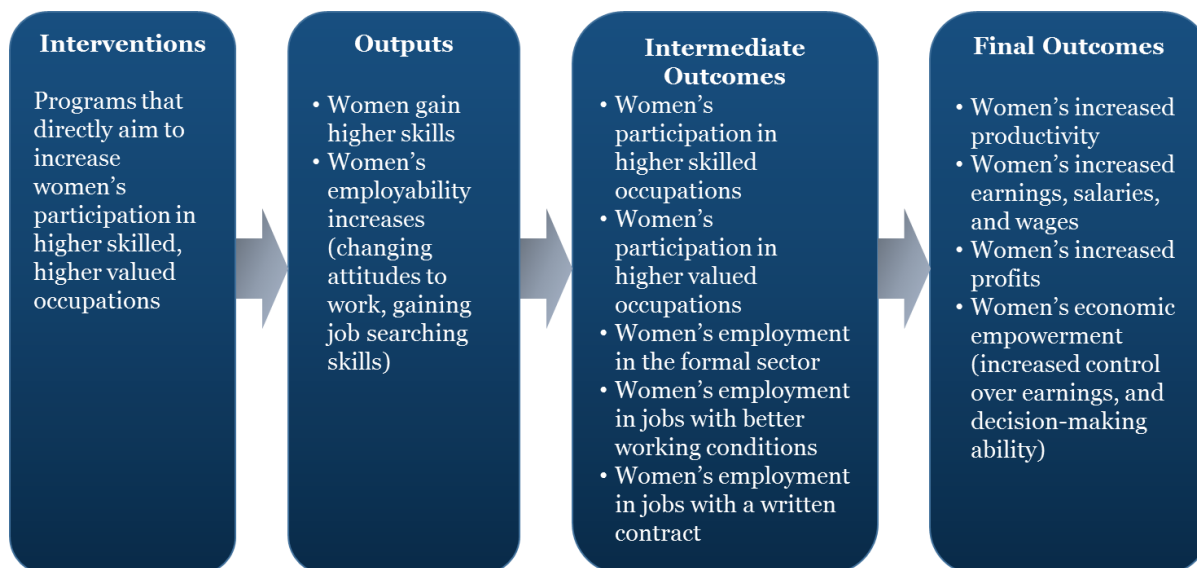 Interventions
Programs that
directly aim to
increase
women’s
participation in
higher skilled,
higher valued
occupations
Outputs
• Women gain
higher skills
• Women’s
employability
increases
(changing
attitudes to
work, gaining
job searching
skills)
Intermediate
Outcomes
• Women’s
participation in
higher skilled
occupations
• Women’s
participation in
higher valued
occupations
• Women’s employment
in the formal sector
• Women’s employment
in jobs with better
working conditions
• Women’s employment
in jobs with a written
contract
Final Outcomes
• Women’s increased
productivity
• Women’s increased
earnings, salaries,
and wages
• Women’s increased
profits
• Women’s economic
empowerment
(increased control
over earnings, and
decision-making
ability)